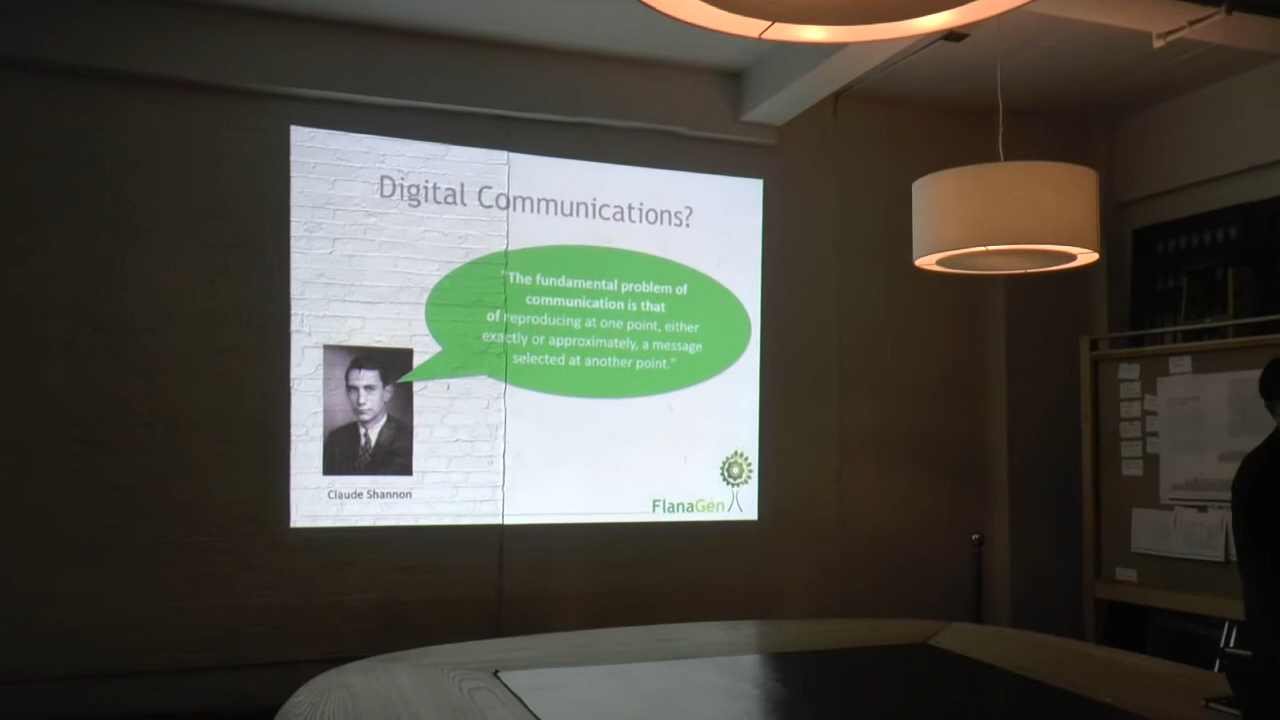 Digital Communications?
"The fundamental problem of
communication is that
of reproducing at one point, either
exactly or approximately, a message
selected at another point."
Claude Shannon
FlanaGen